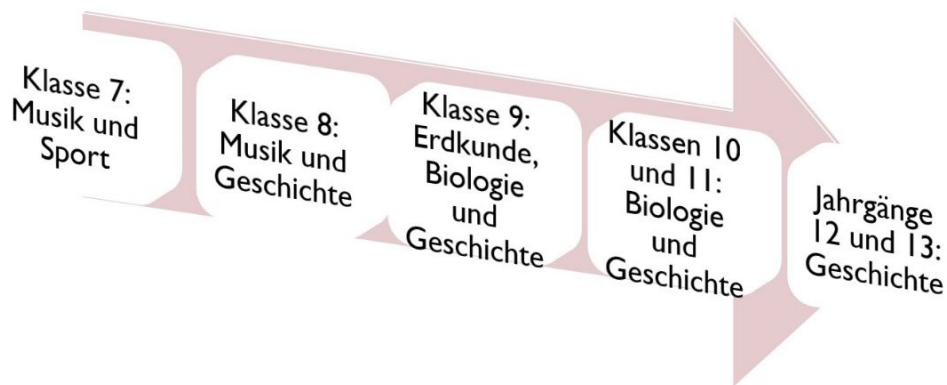 Klasse 7:
Musik und
Sport
Klasse 8:
Musik und
Geschichte
Klasse 9:
Erdkunde,
Biologie
und
Geschichte
Klassen 10
und 11:
Biologie
und
Geschichte
Jahrgänge
12 und 13:
Geschichte